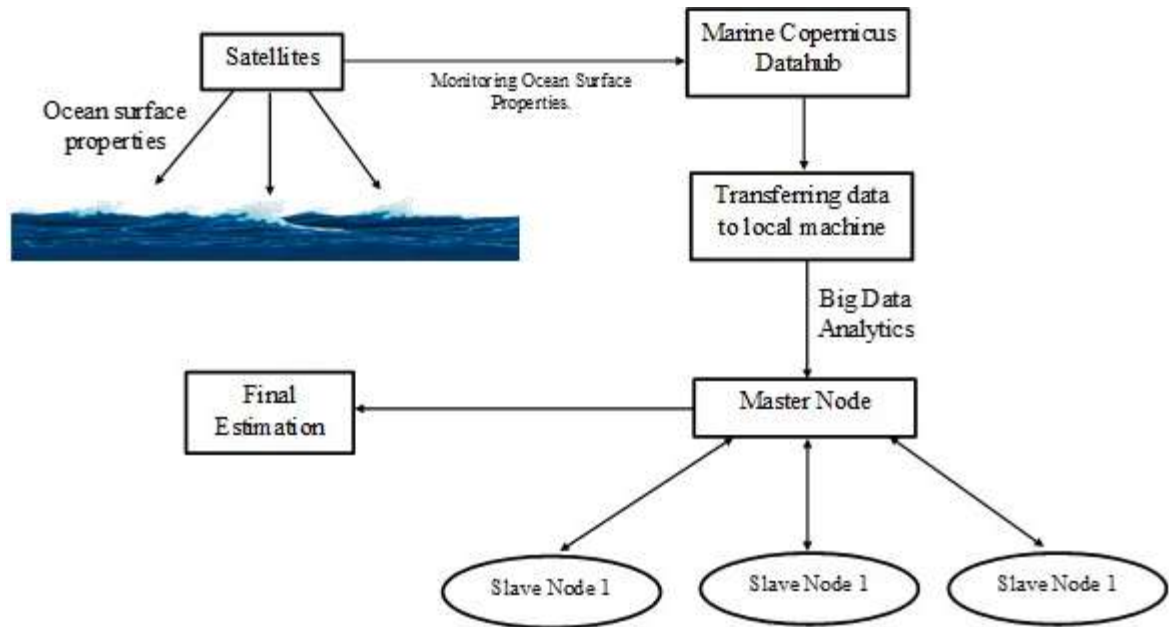 Satellites
Monitoring Ocean Surface
Properties.
Marine Copernicus
Datahub
Ocean surface
properties
Transferring data
to local machine
Big Data
Analytics
Master Node
Final
Estimation
Slave Node 1
Slave Node 1
Slave Node 1